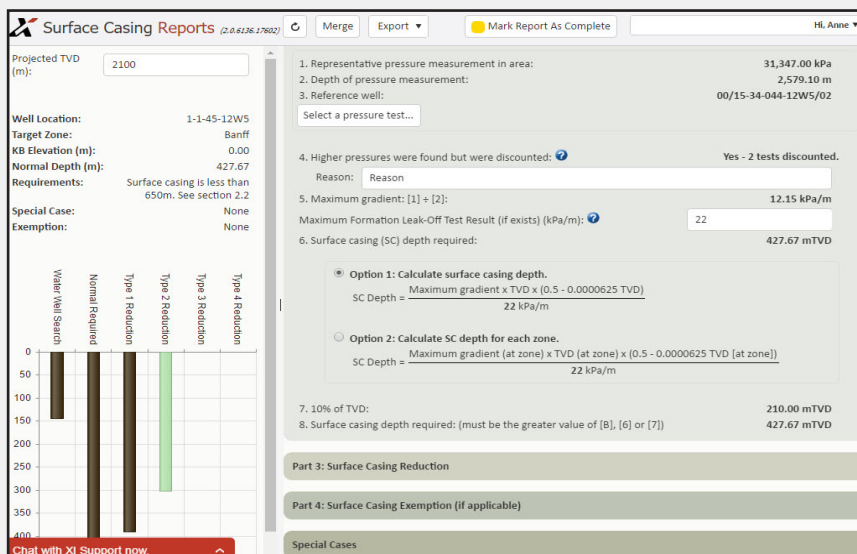 Surface Casing Reports (2.0.6136.17602)
Merge
Export
Mark Report As Complete
Hi, Anne
Projected TVD (m):
2100
Well Location: 1-1-45-12W5
Target Zone: Banff
KB Elevation (m): 0.00
Normal Depth (m): 427.67
Requirements: Surface casing is less than
650m. See section 2.2
Special Case: None
Exemption: None
Water Well Search
Normal Required
Type 1 Reduction
Type 2 Reduction
Type 3 Reduction
Type 4 Reduction
0
50
100
150
200
250
300
350
400
Chat with XI Support now
1. Representative pressure measurement in area: 31,347.00 kPa
2. Depth of pressure measurement: 2,579.10 m
3. Reference well: 00/15-34-044-12W5/02
Select a pressure test...
4. Higher pressures were found but were discounted: ? Yes - 2 tests discounted.
Reason: Reason
5. Maximum gradient: [1] ÷ [2]: 12.15 kPa/m
Maximum Formation Leak-Off Test Result (if exists) (kPa/m): ? 22
6. Surface casing (SC) depth required: 427.67 mTVD
Option 1: Calculate surface casing depth.
SC Depth = Maximum gradient x TVD x (0.5 - 0.0000625 TVD)
22 kPa/m
Option 2: Calculate SC depth for each zone.
SC Depth = Maximum gradient (at zone) x TVD (at zone) x (0.5 - 0.0000625 TVD [at zone])
22 kPa/m
7. 10% of TVD: 210.00 mTVD
8. Surface casing depth required: (must be the greater value of [B], [6] or [7]) 427.67 mTVD
Part 3: Surface Casing Reduction
Part 4: Surface Casing Exemption (if applicable)
Special Cases